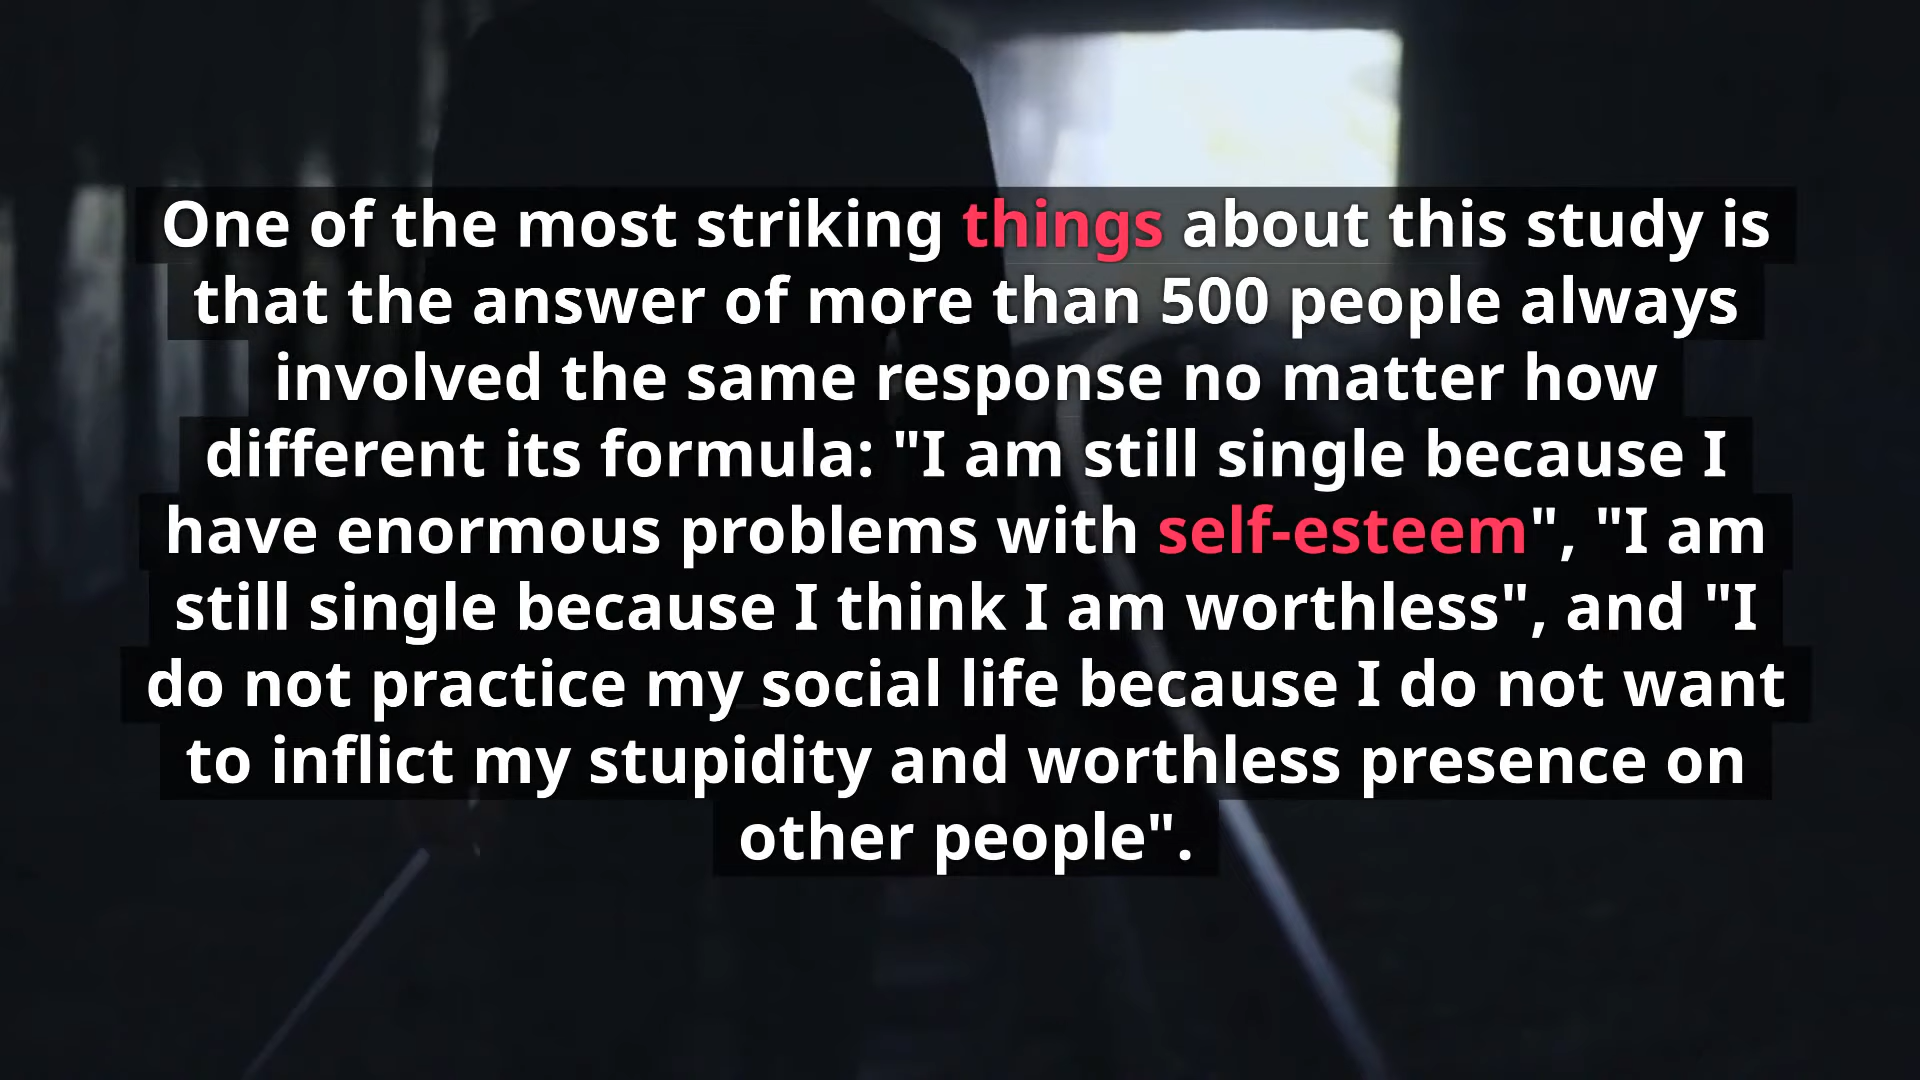 One of the most striking things about this study is
that the answer of more than 500 people always
involved the same response no matter how
different its formula: "I am still single because I
have enormous problems with self-esteem", "I am
still single because I think I am worthless", and "I
do not practice my social life because I do not want
to inflict my stupidity and worthless presence on
other people".